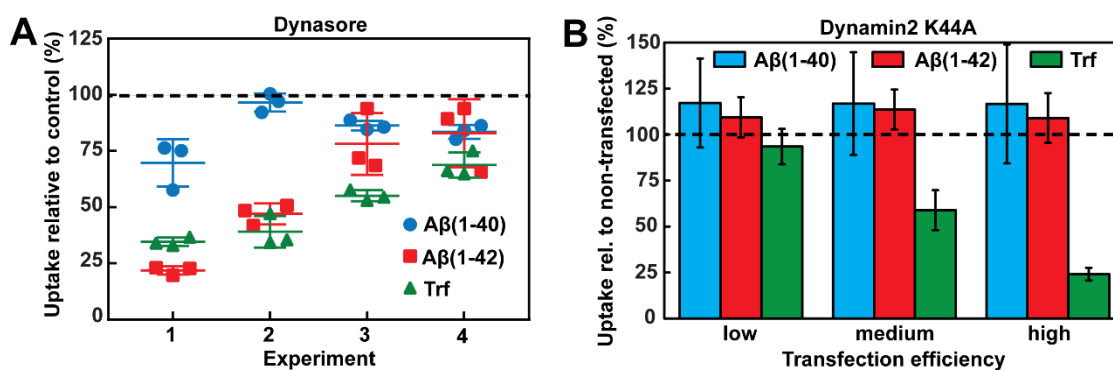 A
Dynasore
Uptake relative to control (%)
125
100
75
50
25
0
Aβ(1-40)
Aβ(1-42)
Trf
1 2 3 4
Experiment
B
Dynamin2 K44A
Uptake rel. to non-transfected (%)
150
125
100
75
50
25
0
Aβ(1-40) Aβ(1-42) Trf
low medium high
Transfection efficiency